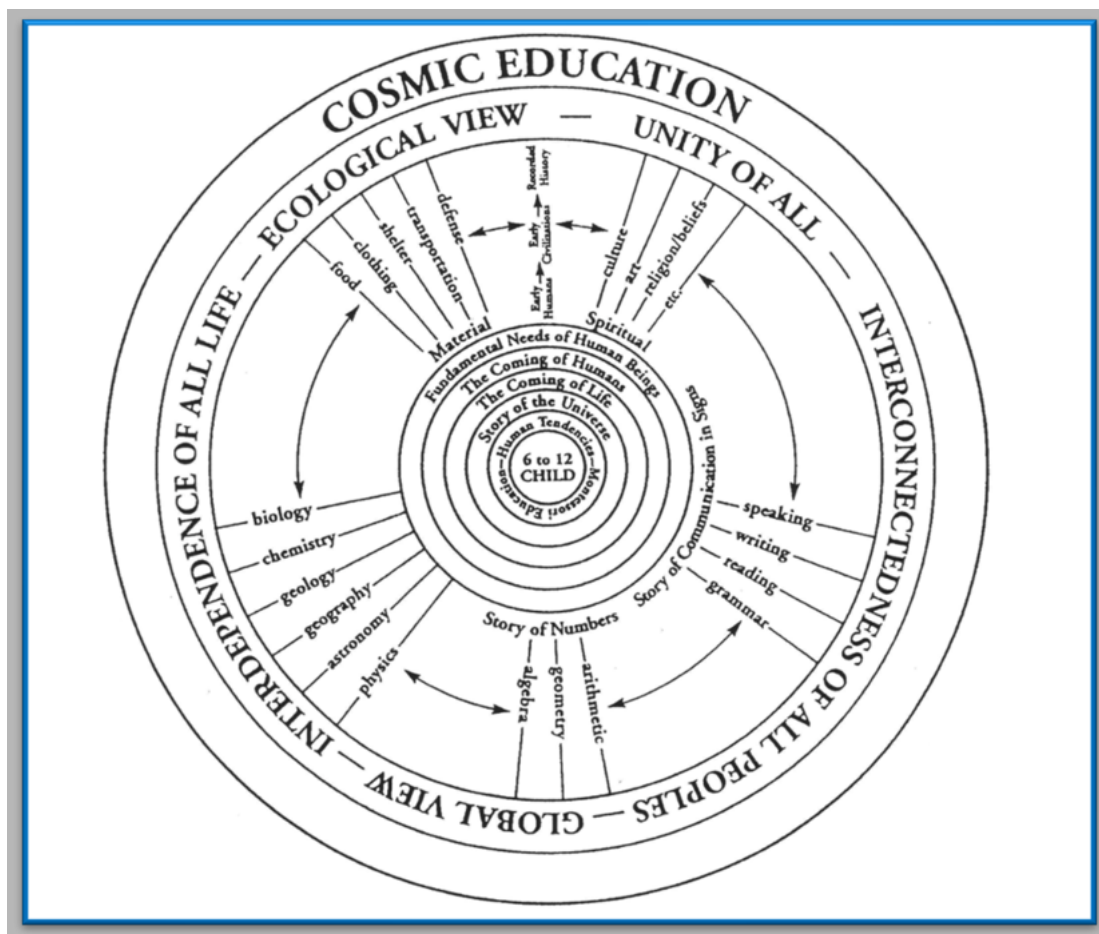 COSMIC EDUCATION
ECOLOGICAL VIEW — UNITY OF ALL — INTERCONNECTEDNESS OF ALL PEOPLES — GLOBAL VIEW — INTERDEPENDENCE OF ALL LIFE —
food
clothing
shelter
transportation
defense
Material
Early Humans
Early Civilizations
Recorded History
culture
art
religion/beliefs
etc.
Spiritual
Fundamental Needs of Human Beings
The Coming of Humans
The Coming of Life
Story of the Universe
Human Tendencies—Montessori Education—
6 to 12
CHILD
Story of Communication in Signs
speaking
writing
reading
grammar
Story of Numbers
arithmetic
geometry
algebra
physics
astronomy
geography
geology
chemistry
biology